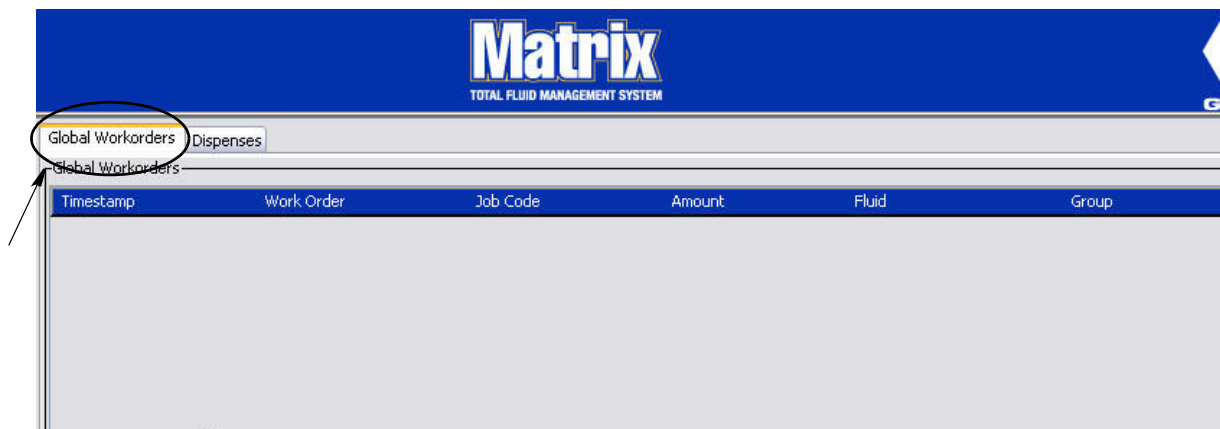 Matrix
TOTAL FLUID MANAGEMENT SYSTEM
G
Global Workorders Dispenses
Global Workorders
Timestamp Work Order Job Code Amount Fluid Group